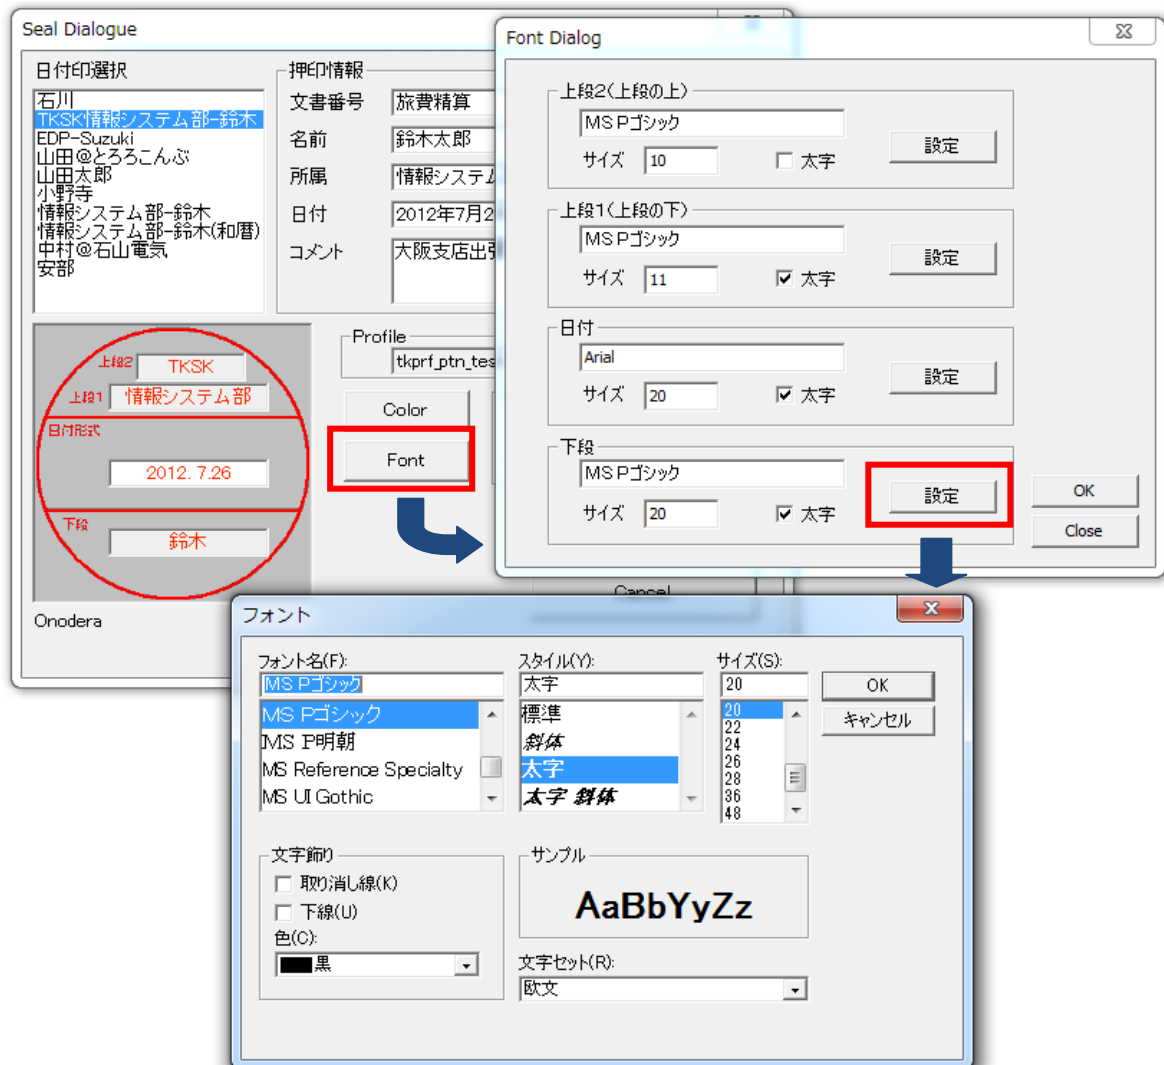 Seal Dialogue
日付印選択
石川
TKSK情報システム部-鈴木
EDP-Suzuki
山田@とろろこんぶ
山田太郎
小野寺
情報システム部-鈴木
情報システム部-鈴木(和暦)
中村@石山電気
安部
押印情報
文書番号 旅費精算
名前 鈴木太郎
所属 情報システム
日付 2012年7月2
コメント 大阪支店出張
上段2 TKSK
上段1 情報システム部
日付形式
2012. 7.26
下段
鈴木
Onodera
Profile
tkprf_ptn_tes
Color
Font
Cancel
Font Dialog
上段2(上段の上)
MS Pゴシック
サイズ 10 太字
設定
上段1(上段の下)
MS Pゴシック
サイズ 11 太字
設定
日付
Arial
サイズ 20 太字
設定
下段
MS Pゴシック
サイズ 20 太字
設定
OK
Close
フォント
フォント名(F):
MS Pゴシック
MS Pゴシック
MS P明朝
MS Reference Specialty
MS UI Gothic
スタイル(Y):
太字
標準
斜体
太字
太字 斜体
サイズ(S):
20
20
22
24
26
28
36
48
OK
キャンセル
文字飾り
取り消し線(K)
下線(U)
色(C):
黒
サンプル
AaBbYyZz
文字セット(R):
欧文